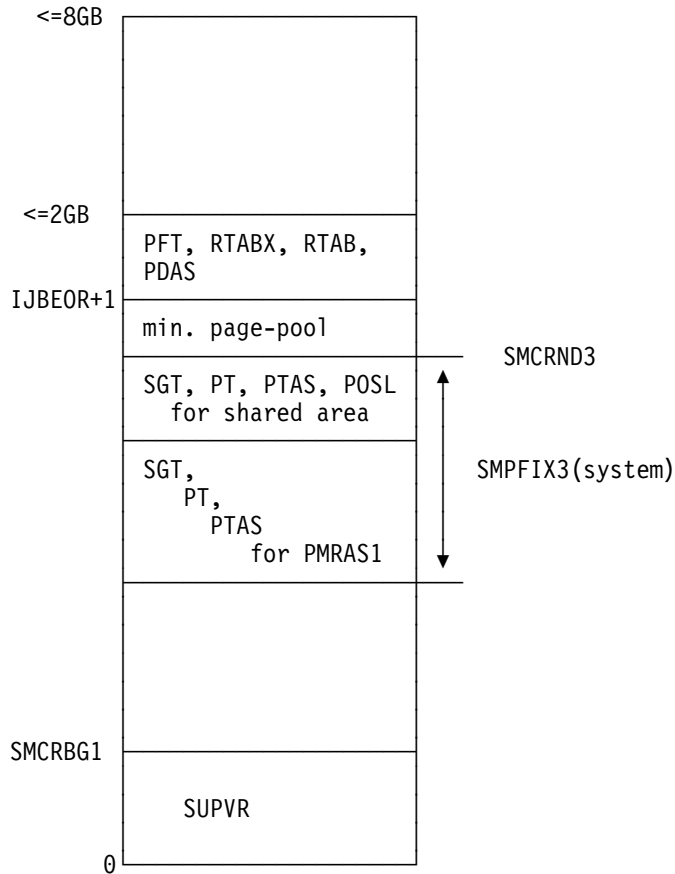 <=8GB
<=2GB
PFT, RTABX, RTAB,
PDAS
IJBEOR+1
min. page-pool
SMCRND3
SGT, PT, PTAS, POSL
for shared area
SMPFIX3(system)
SGT,
PT,
PTAS
for PMRAS1
SMCRBG1
SUPVR
0